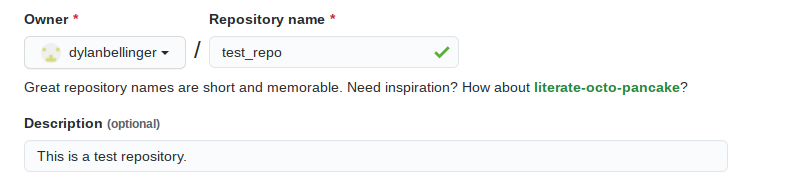 Owner * Repository name *
dylanbellinger / test_repo
Great repository names are short and memorable. Need inspiration? How about literate-octo-pancake?
Description (optional)
This is a test repository.